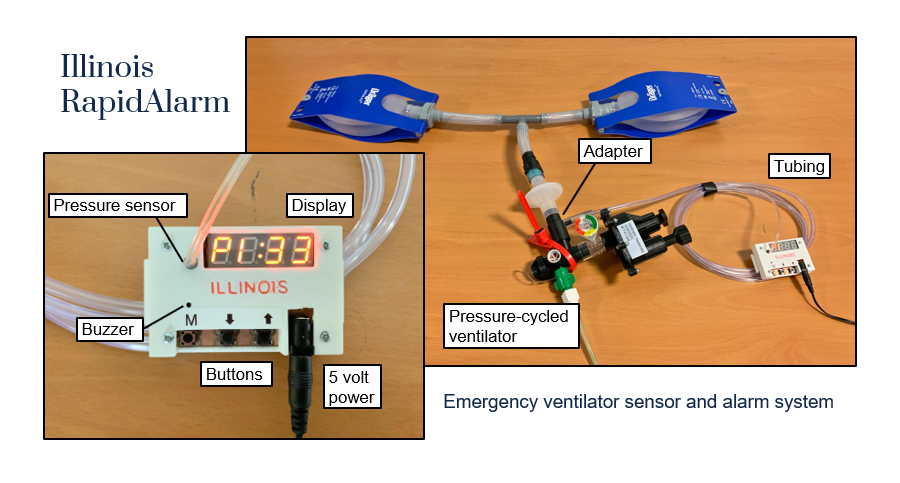 Illinois
RapidAlarm
Dräger
Dräger
Adapter
Tubing
Pressure sensor
Display
P1:33
ILLINOIS
Buzzer
M
Buttons
5 volt
power
Pressure-cycled
ventilator
ILLINOIS
Emergency ventilator sensor and alarm system